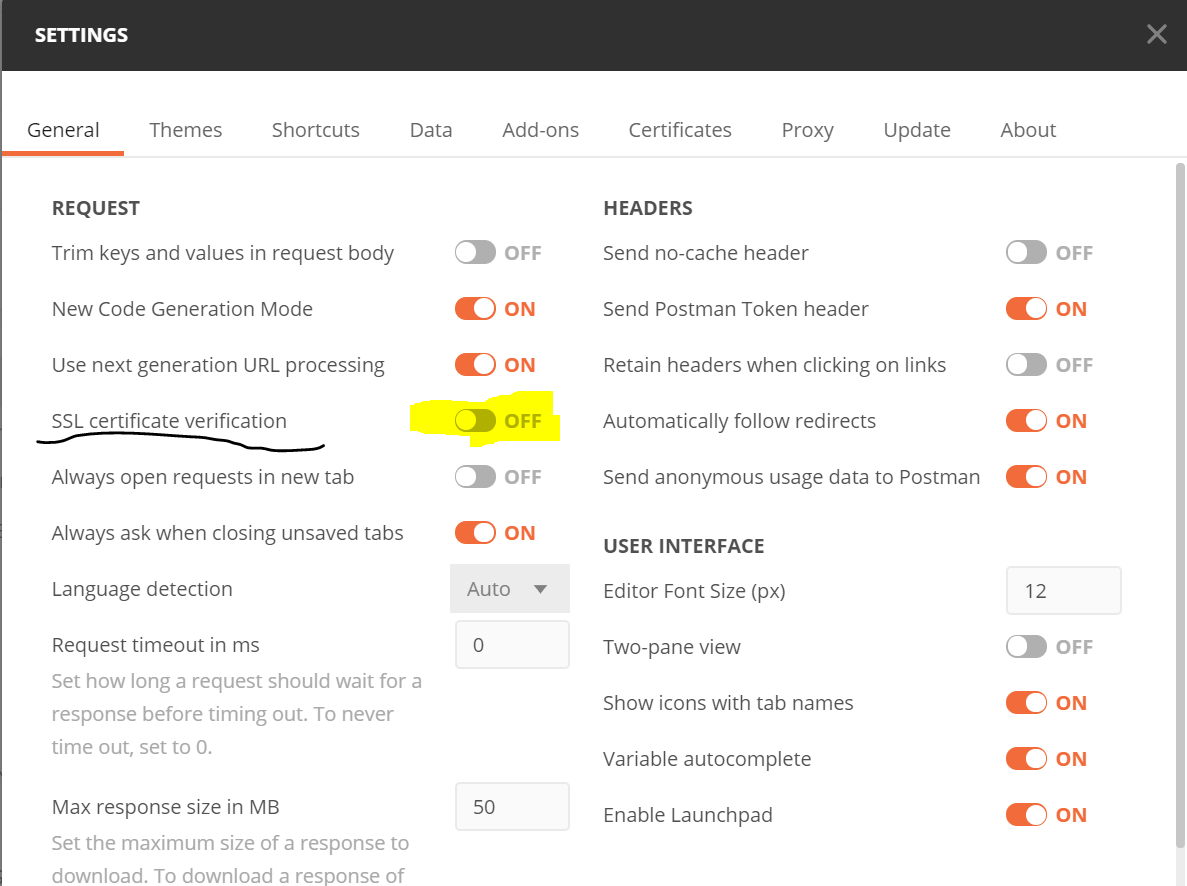 SETTINGS
General Themes Shortcuts Data Add-ons Certificates Proxy Update About
REQUEST
Trim keys and values in request body OFF
New Code Generation Mode ON
Use next generation URL processing ON
SSL certificate verification OFF
Always open requests in new tab OFF
Always ask when closing unsaved tabs ON
Language detection Auto
Request timeout in ms 0
Set how long a request should wait for a
response before timing out. To never
time out, set to 0.
Max response size in MB 50
Set the maximum size of a response to
download. To download a response of
HEADERS
Send no-cache header OFF
Send Postman Token header ON
Retain headers when clicking on links OFF
Automatically follow redirects ON
Send anonymous usage data to Postman ON
USER INTERFACE
Editor Font Size (px) 12
Two-pane view OFF
Show icons with tab names ON
Variable autocomplete ON
Enable Launchpad ON